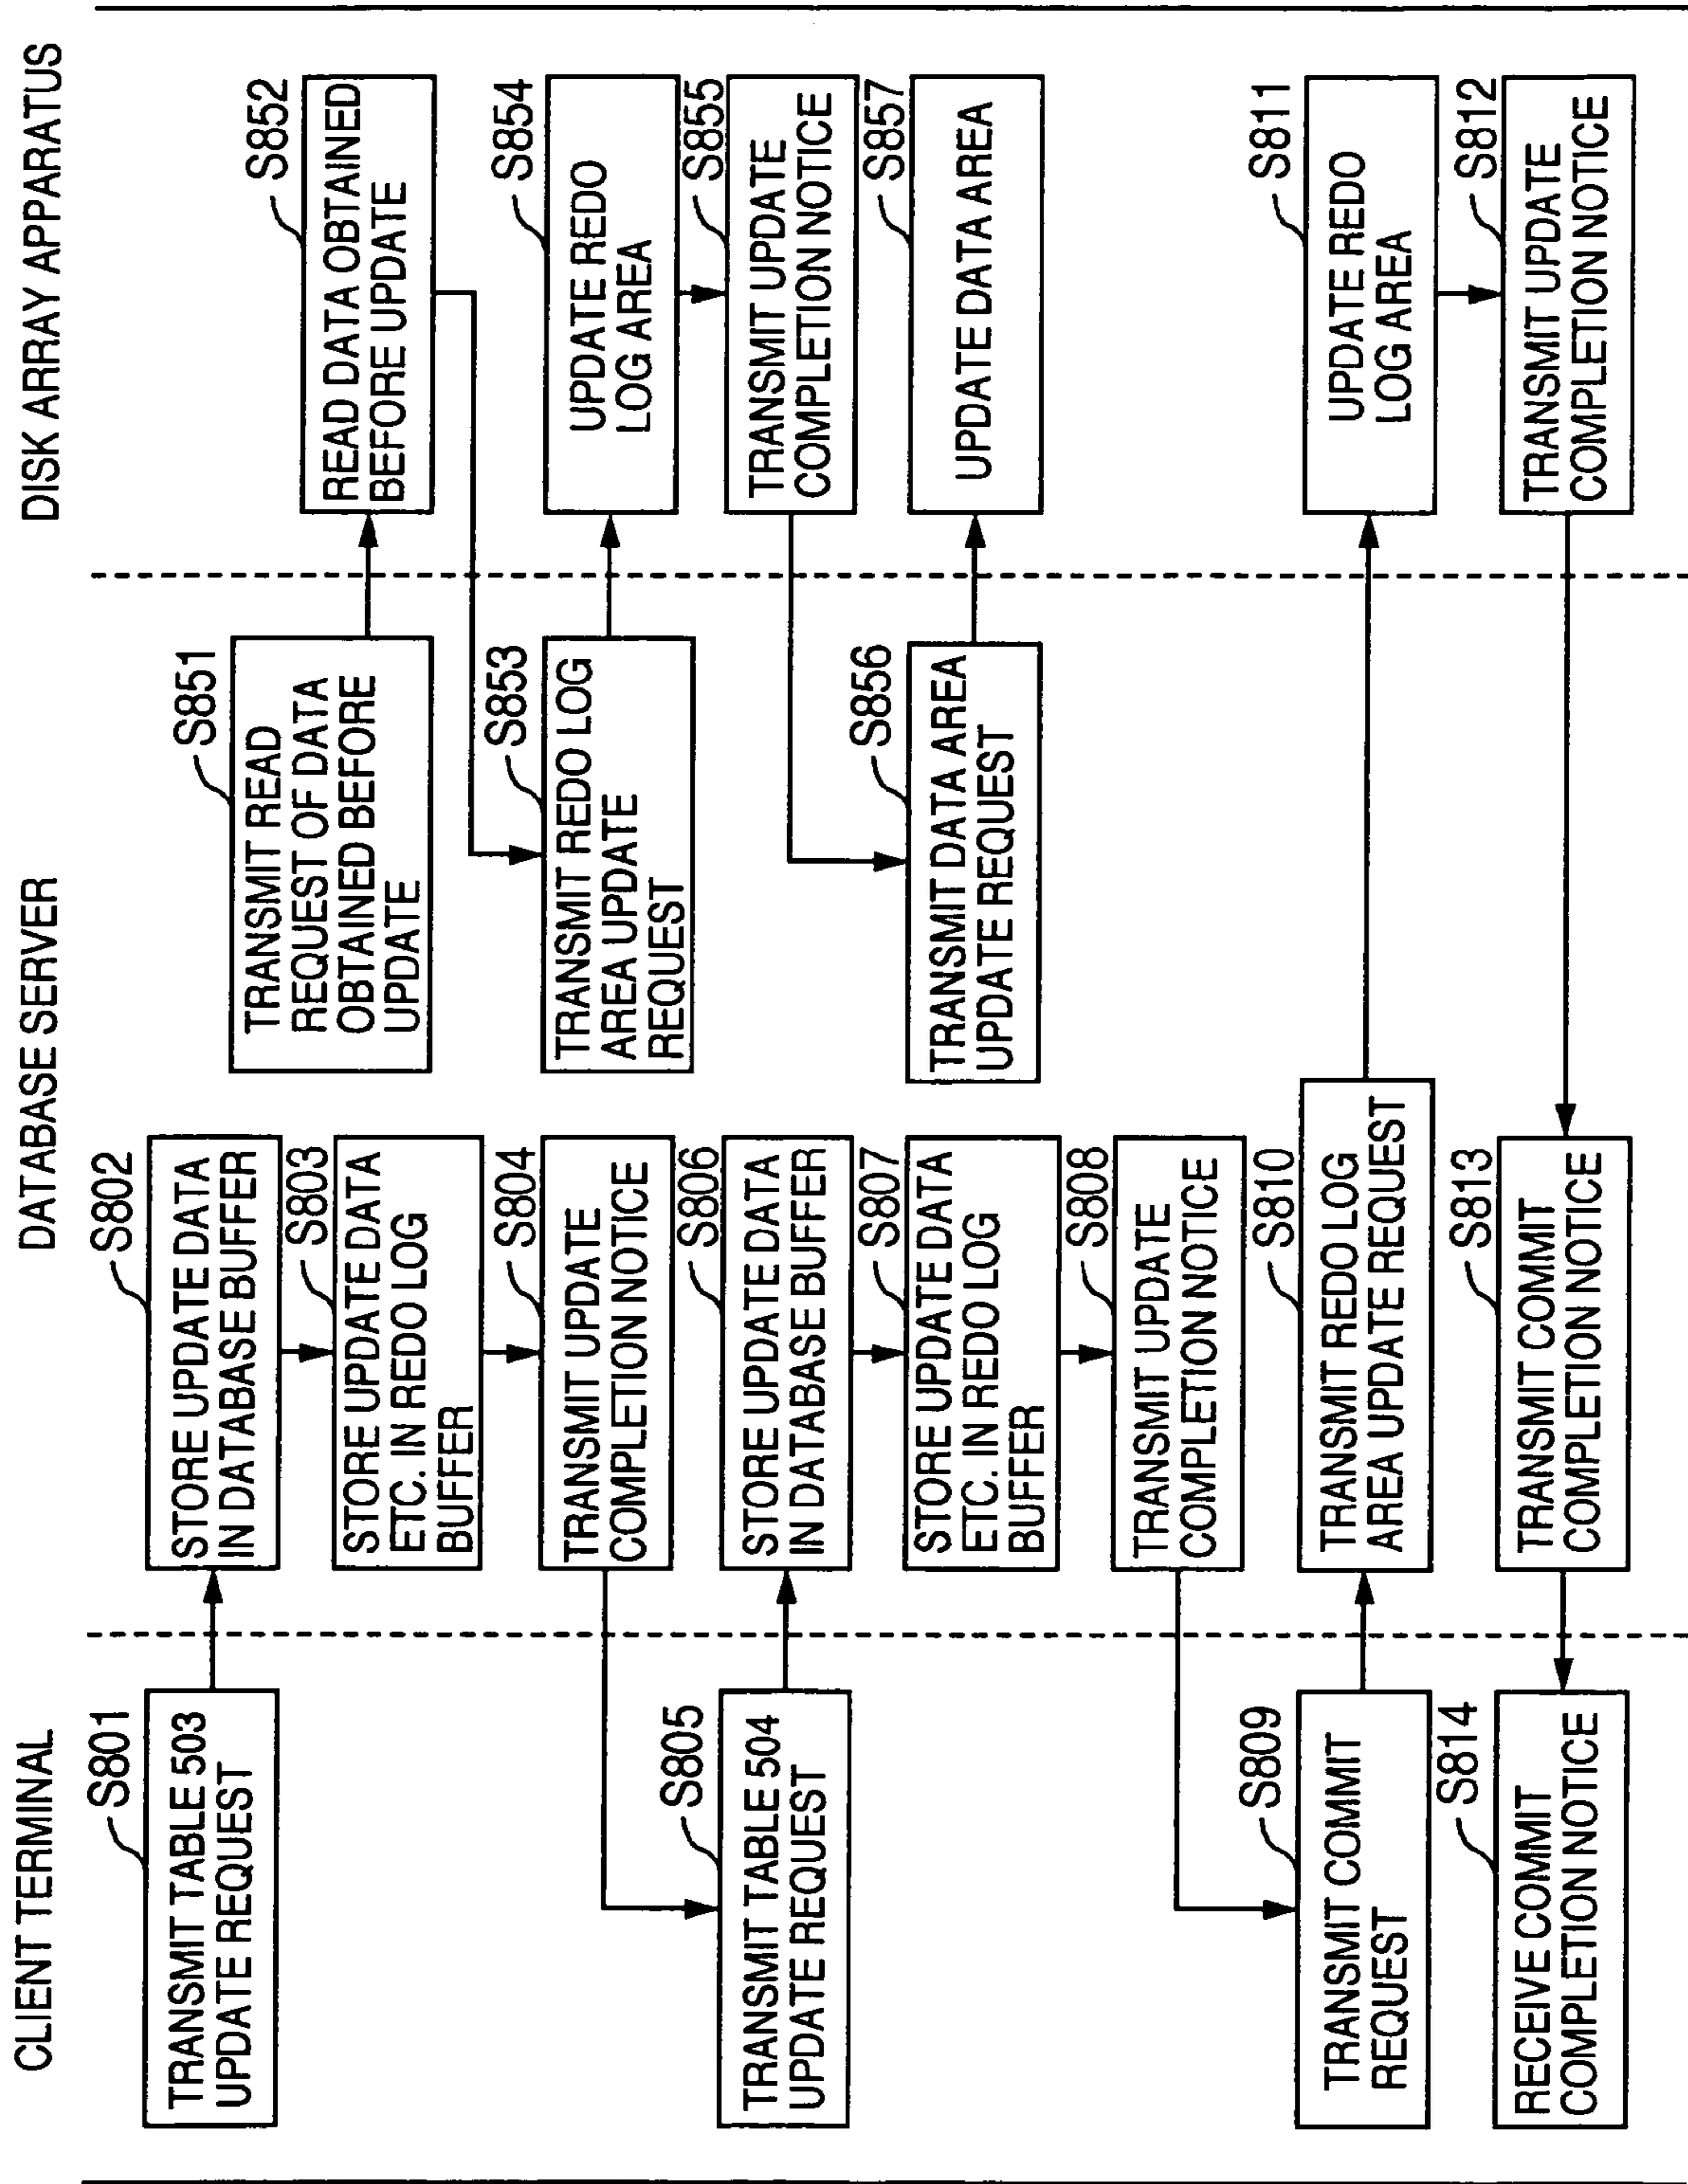 CLIENT TERMINAL
DATABASE SERVER
DISK ARRAY APPARATUS
S801
TRANSMIT TABLE 503
UPDATE REQUEST
S802
STORE UPDATE DATA
IN DATABASE BUFFER
S803
STORE UPDATE DATA
ETC. IN REDO LOG
BUFFER
S804
TRANSMIT UPDATE
COMPLETION NOTICE
S805
TRANSMIT TABLE 504
UPDATE REQUEST
S806
STORE UPDATE DATA
IN DATABASE BUFFER
S807
STORE UPDATE DATA
ETC. IN REDO LOG
BUFFER
S808
TRANSMIT UPDATE
COMPLETION NOTICE
S851
TRANSMIT READ
REQUEST OF DATA
OBTAINED BEFORE
UPDATE
S852
READ DATA OBTAINED
BEFORE UPDATE
S853
TRANSMIT REDO LOG
AREA UPDATE
REQUEST
S854
UPDATE REDO
LOG AREA
S855
TRANSMIT UPDATE
COMPLETION NOTICE
S856
TRANSMIT DATA AREA
UPDATE REQUEST
S857
UPDATE DATA AREA
S809
TRANSMIT COMMIT
REQUEST
S810
TRANSMIT REDO LOG
AREA UPDATE REQUEST
S811
UPDATE REDO
LOG AREA
S812
TRANSMIT UPDATE
COMPLETION NOTICE
S813
TRANSMIT COMMIT
COMPLETION NOTICE
S814
RECEIVE COMMIT
COMPLETION NOTICE